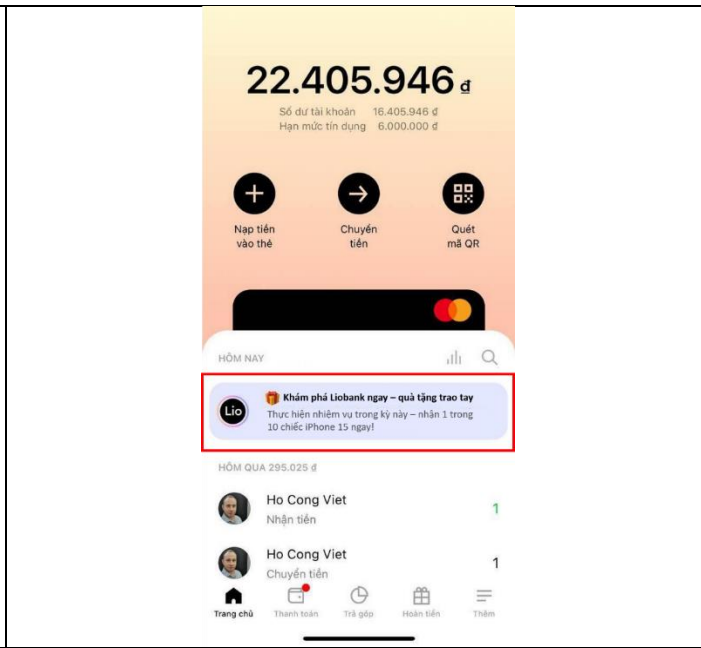 22.405.946 đ
Số dư tài khoản 16.405.946 đ
Hạn mức tín dụng 6.000.000 đ
Nạp tiền
vào thẻ
Chuyển
tiền
Quét
mã QR
HÔM NAY
Lio
🎁 Khám phá Liobank ngay – quà tặng trao tay
Thực hiện nhiệm vụ trong kỳ này – nhận 1 trong
10 chiếc iPhone 15 ngay!
HÔM QUA 295.025 đ
Ho Cong Viet
Nhận tiền
1
Ho Cong Viet
Chuyển tiền
1
Trang chủ Thanh toán Trả góp Hoàn tiền Thêm